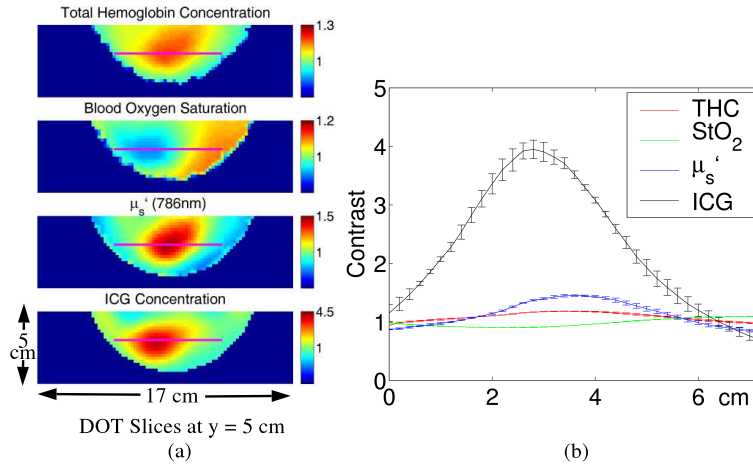 Total Hemoglobin Concentration
1.3
1
Blood Oxygen Saturation
1.2
1
μs‘ (786nm)
1.5
1
ICG Concentration
4.5
1
5
cm
17 cm
DOT Slices at y = 5 cm
(a)
5
4
3
2
1
0
Contrast
0 2 4 6 cm
THC
StO2
μs‘
ICG
(b)